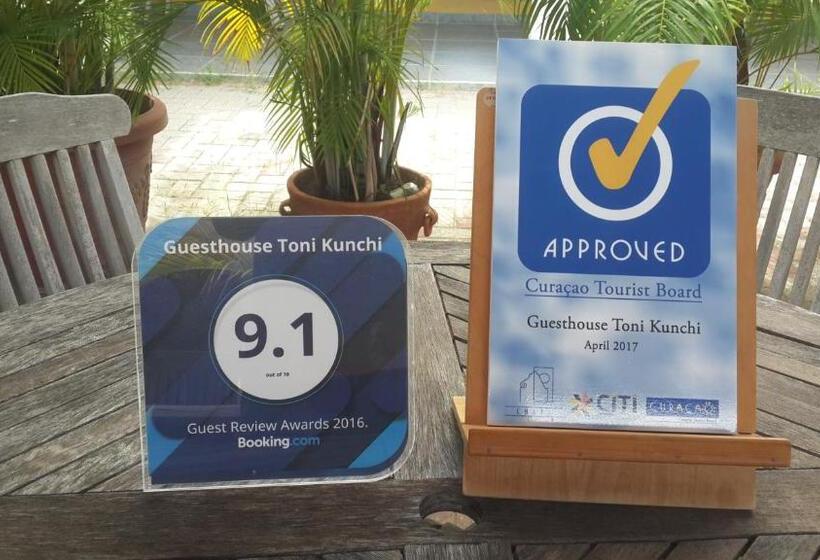 Guesthouse Toni Kunchi
9.1
out of 10
Guest Review Awards 2016.
Booking.com
APPROVED
Curaçao Tourist Board
Guesthouse Toni Kunchi
April 2017
CITI
CURAÇAO